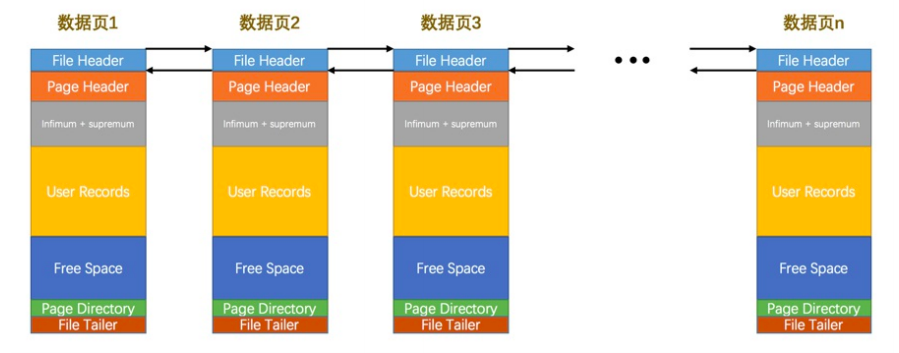 数据页1 数据页2 数据页3 数据页n
File Header File Header File Header ••• File Header
Page Header Page Header Page Header Page Header
Infimum + supremum Infimum + supremum Infimum + supremum Infimum + supremum
User Records User Records User Records User Records
Free Space Free Space Free Space Free Space
Page Directory Page Directory Page Directory Page Directory
File Tailer File Tailer File Tailer File Tailer